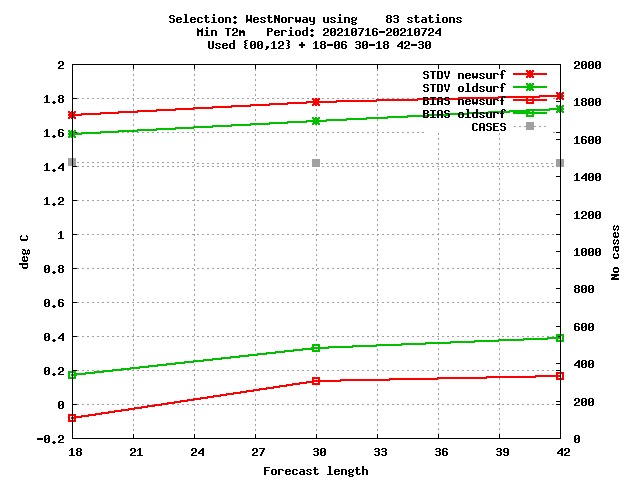 Selection: WestNorway using    83 stations
Min T2m   Period: 20210716-20210724
Used {00,12} + 18-06 30-18 42-30
STDV newsurf
STDV oldsurf
BIAS newsurf
BIAS oldsurf
CASES
2
1.8
1.6
1.4
1.2
1
0.8
0.6
0.4
0.2
0
-0.2
deg C
2000
1800
1600
1400
1200
1000
800
600
400
200
0
No cases
18 21 24 27 30 33 36 39 42
Forecast length